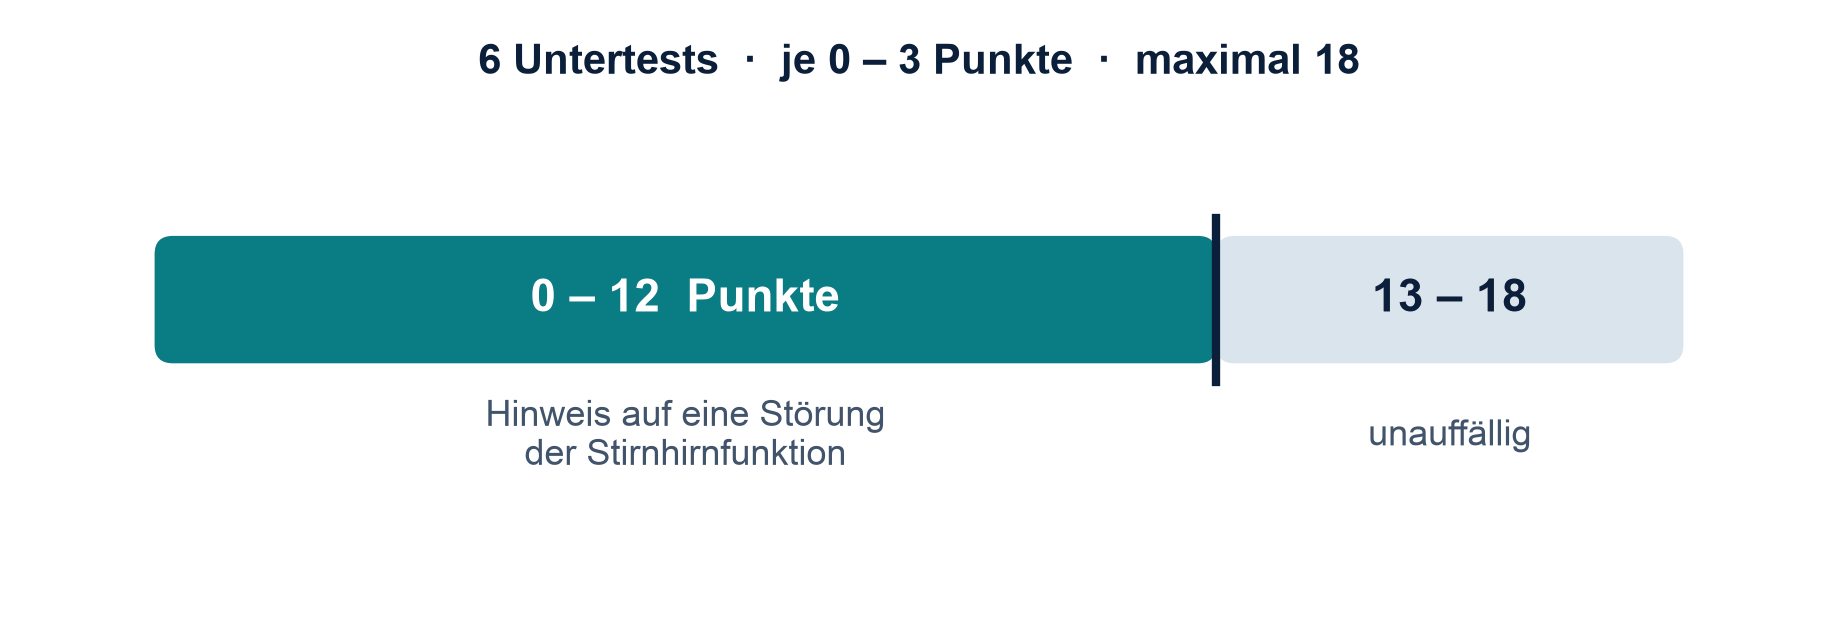 6 Untertests · je 0 – 3 Punkte · maximal 18
0 – 12 Punkte
13 – 18
Hinweis auf eine Störung
der Stirnhirnfunktion
unauffällig